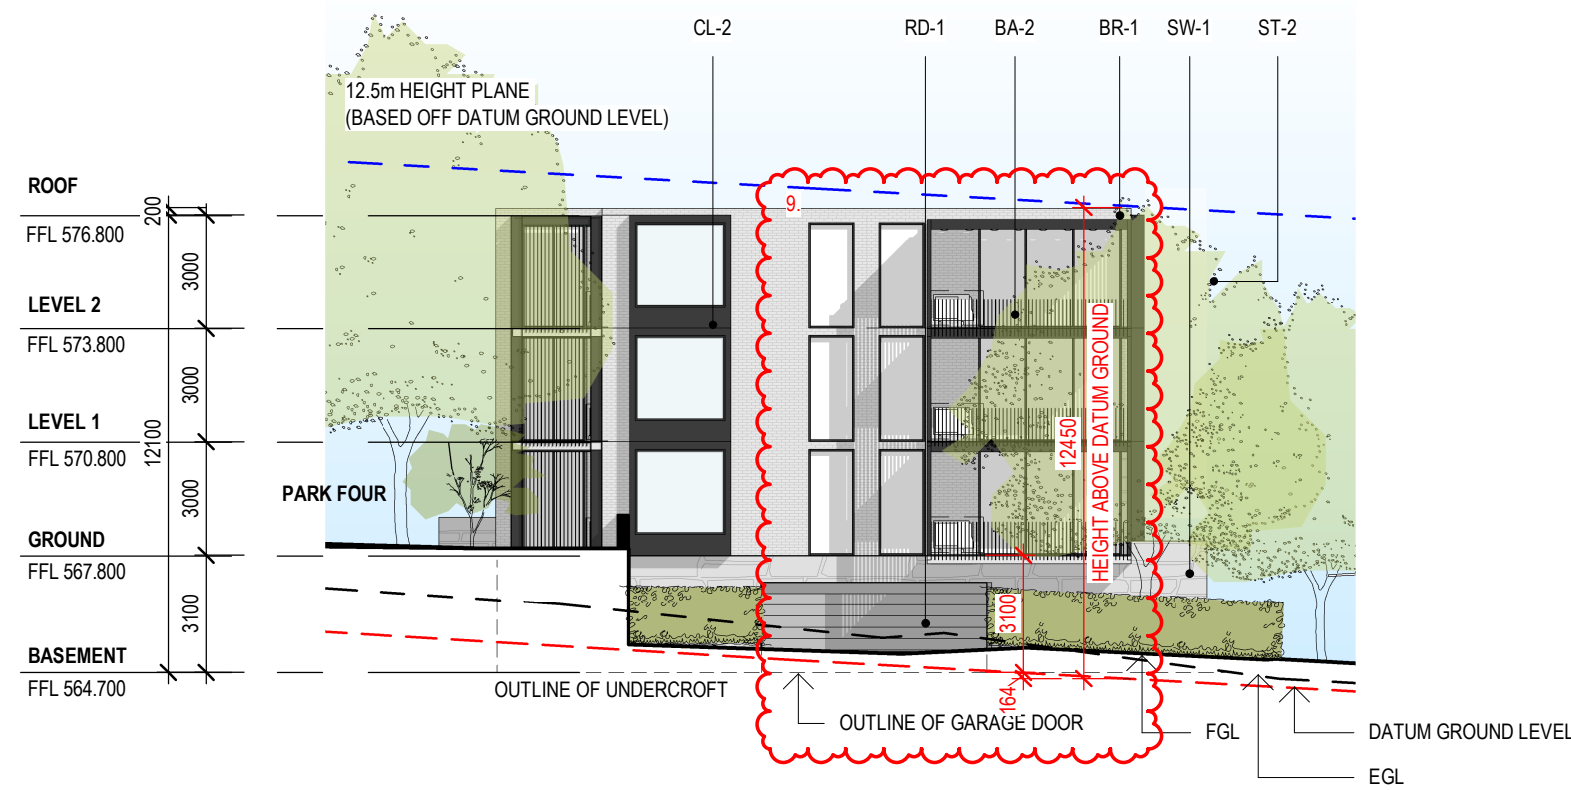 CL-2 RD-1 BA-2 BR-1 SW-1 ST-2
12.5m HEIGHT PLANE
(BASED OFF DATUM GROUND LEVEL)
ROOF
FFL 576.800
200
9.
3000
LEVEL 2
FFL 573.800
3000
LEVEL 1
FFL 570.800
12100
12450
HEIGHT ABOVE DATUM GROUND
PARK FOUR
3000
GROUND
FFL 567.800
3100
3100
BASEMENT
FFL 564.700
OUTLINE OF UNDERCROFT
164
OUTLINE OF GARAGE DOOR
FGL
DATUM GROUND LEVEL
EGL